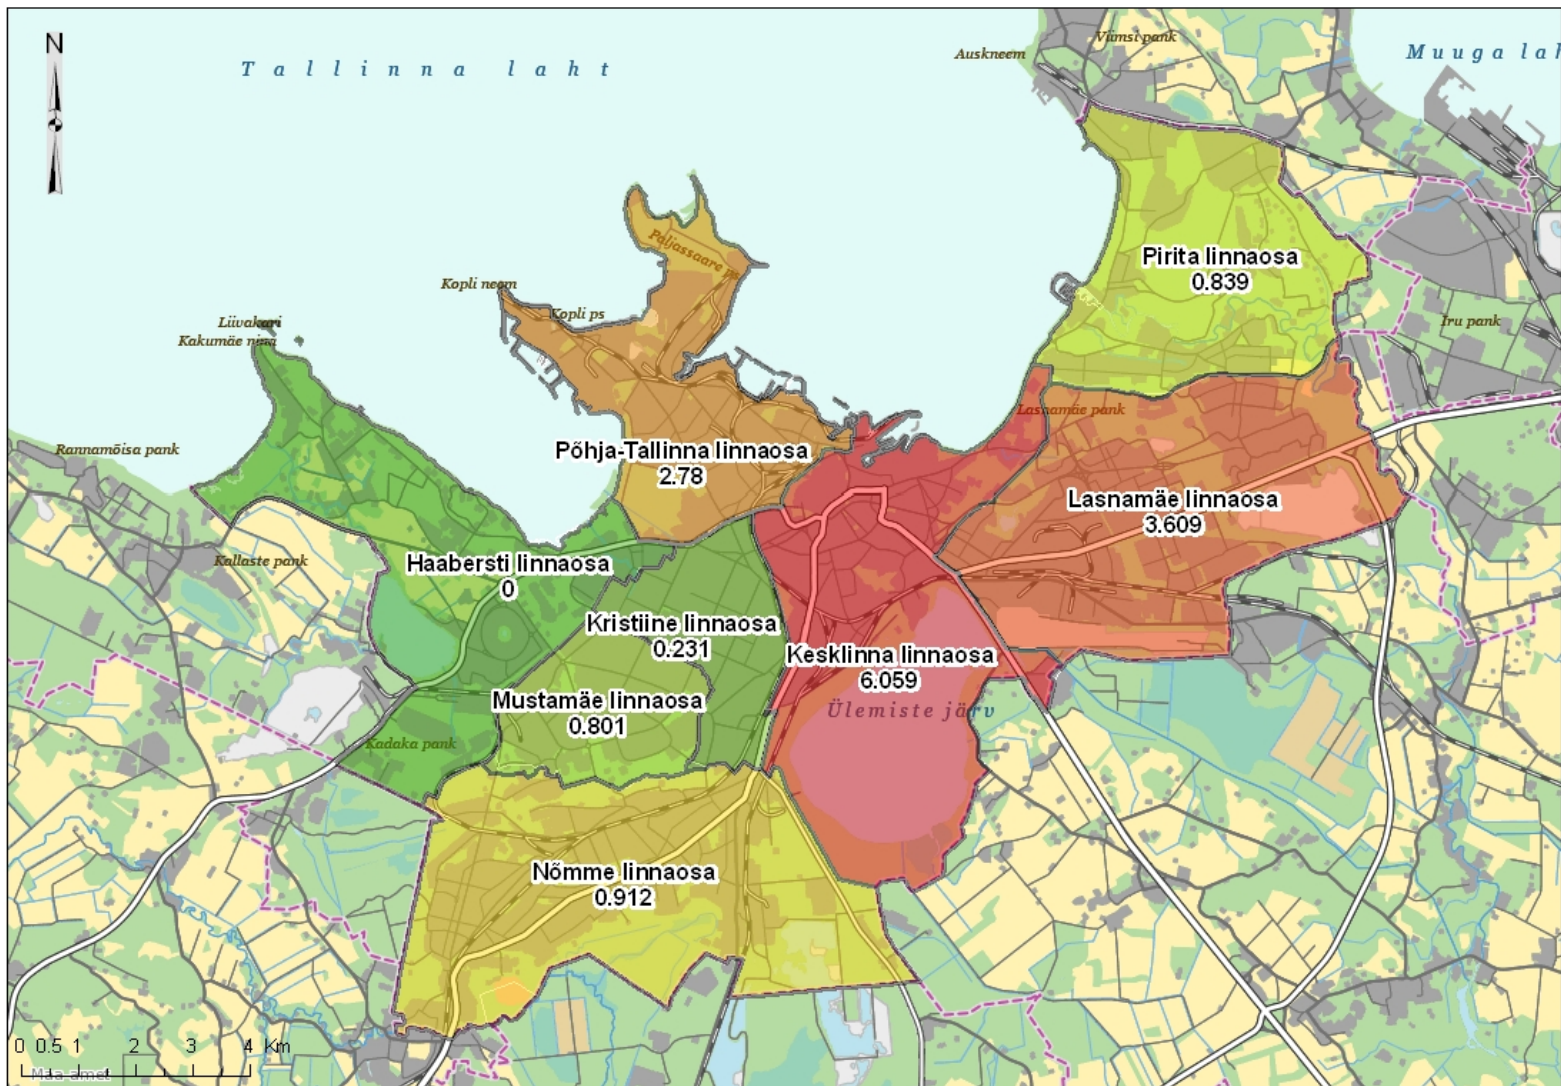 N
Tallinna laht
Auskneem
Viimsi pank
Muuga lah
Paljassaare ps
Pirita linnaosa
0.839
Kopli neem
Kopli ps
Liivakari
Kakumäe nina
Iru pank
Lasnamäe pank
Rannamõisa pank
Põhja-Tallinna linnaosa
2.78
Lasnamäe linnaosa
3.609
Kallaste pank
Haabersti linnaosa
0
Kristiine linnaosa
0.231
Kesklinna linnaosa
6.059
Mustamäe linnaosa
0.801
Ülemiste järv
Kadaka pank
Nõmme linnaosa
0.912
0 0.5 1 2 3 4 Km
Maa-amet